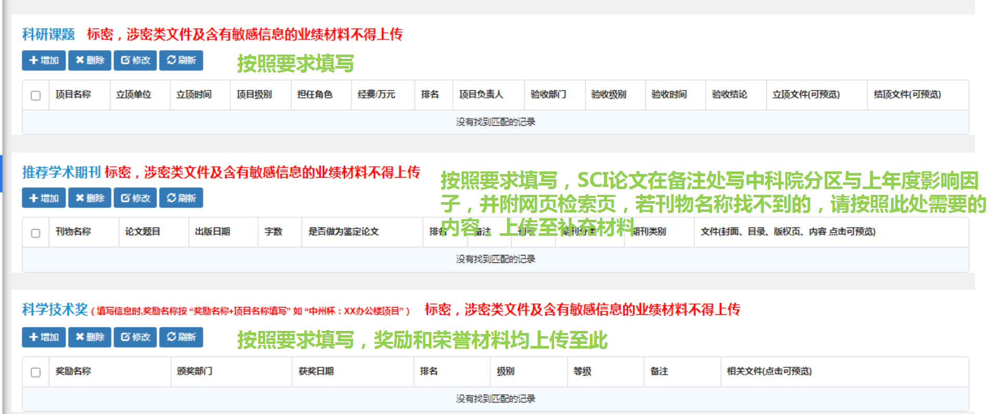 科研课题 标密，涉密类文件及含有敏感信息的业绩材料不得上传
增加 删除 修改 刷新 按照要求填写
项目名称 立项单位 立项时间 项目级别 担任角色 经费/万元 排名 项目负责人 验收部门 验收级别 验收时间 验收结论 立项文件(可预览) 结项文件(可预览)
没有找到匹配的记录
推荐学术期刊 标密，涉密类文件及含有敏感信息的业绩材料不得上传
按照要求填写，SCI论文在备注处写中科院分区与上年度影响因
子，并附网页检索页，若刊物名称找不到的，请按照此处需要的
内容，上传至补充材料
增加 删除 修改 刷新
刊物名称 论文题目 出版日期 字数 是否做为鉴定论文 排名 备注 刊号 期刊分类 期刊类别 文件(封面、目录、版权页、内容 点击可预览)
没有找到匹配的记录
科学技术奖（填写信息时,奖励名称按 “奖励名称+项目名称填写” 如 “中州杯：XX办公楼项目” ） 标密，涉密类文件及含有敏感信息的业绩材料不得上传
增加 删除 修改 刷新 按照要求填写，奖励和荣誉材料均上传至此
奖励名称 颁奖部门 获奖日期 排名 级别 等级 备注 相关文件(点击可预览)
没有找到匹配的记录